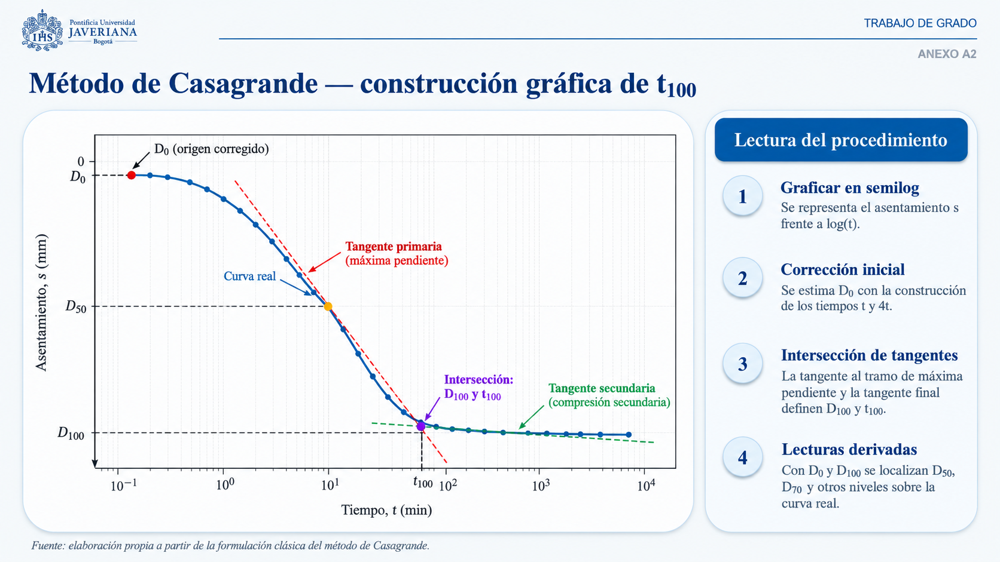 Pontificia Universidad
JAVERIANA
Bogotá
IHS
TRABAJO DE GRADO
ANEXO A2
Método de Casagrande — construcción gráfica de t₁₀₀
D₀ (origen corregido)
0
D₀
Tangente primaria
(máxima pendiente)
Curva real
D₅₀
Intersección:
D₁₀₀ y t₁₀₀
Tangente secundaria
(compresión secundaria)
D₁₀₀
Asentamiento, s (mm)
10⁻¹ 10⁰ 10¹ t₁₀₀ 10² 10³ 10⁴
Tiempo, t (min)
Lectura del procedimiento
1
Graficar en semilog
Se representa el asentamiento s
frente a log(t).
2
Corrección inicial
Se estima D₀ con la construcción
de los tiempos t y 4t.
3
Intersección de tangentes
La tangente al tramo de máxima
pendiente y la tangente final
definen D₁₀₀ y t₁₀₀.
4
Lecturas derivadas
Con D₀ y D₁₀₀ se localizan D₅₀,
D₇₀ y otros niveles sobre la
curva real.
Fuente: elaboración propia a partir de la formulación clásica del método de Casagrande.